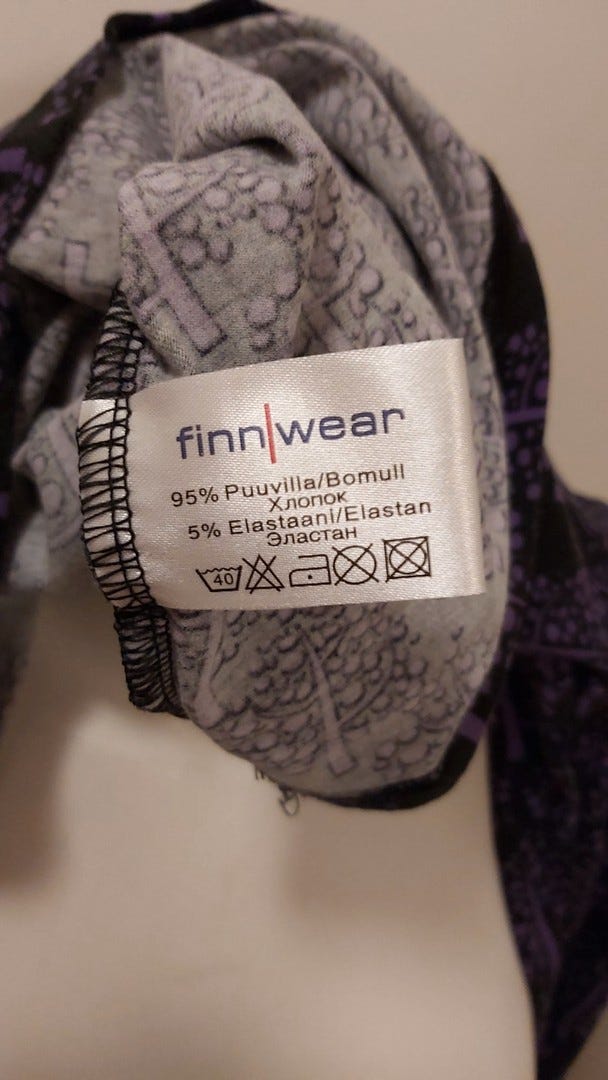 finn|wear
95% Puuvilla/Bomull
Хлопок
5% Elastaani/Elastan
Эластан
40